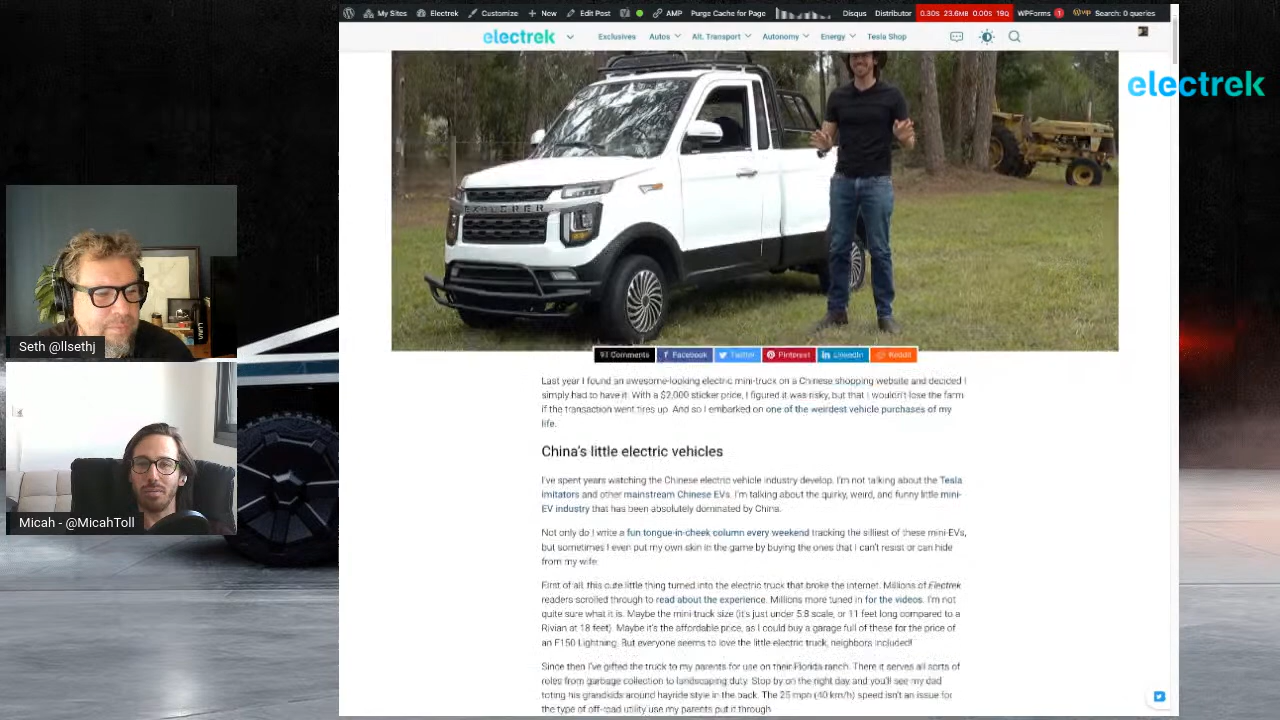 My Sites Electrek Customize + New Edit Post AMP Purge Cache for Page Disqus Distributor 0.30S 23.6MB 0.00S 19Q WPForms 1 Search: 0 queries
electrek Exclusives Autos Alt. Transport Autonomy Energy Tesla Shop
electrek
EXPLORER
Seth @llsethj
Micah - @MicahToll
91 Comments Facebook Twitter Pinterest LinkedIn Reddit
Last year I found an awesome-looking electric mini-truck on a Chinese shopping website and decided I
simply had to have it. With a $2,000 sticker price, I figured it was risky, but that I wouldn't lose the farm
if the transaction went tires up. And so I embarked on one of the weirdest vehicle purchases of my
life.
China's little electric vehicles
I've spent years watching the Chinese electric vehicle industry develop. I'm not talking about the Tesla
imitators and other mainstream Chinese EVs. I'm talking about the quirky, weird, and funny little mini-
EV industry that has been absolutely dominated by China.
Not only do I write a fun tongue-in-cheek column every weekend tracking the silliest of these mini-EVs,
but sometimes I even put my own skin in the game by buying the ones that I can't resist or can hide
from my wife.
First of all, this cute little thing turned into the electric truck that broke the internet. Millions of Electrek
readers scrolled through to read about the experience. Millions more tuned in for the videos. I'm not
quite sure what it is. Maybe the mini-truck size (it's just under 5:8 scale, or 11 feet long compared to a
Rivian at 18 feet). Maybe it's the affordable price, as I could buy a garage full of these for the price of
an F150 Lightning. But everyone seems to love the little electric truck, neighbors included!
Since then I've gifted the truck to my parents for use on their Florida ranch. There it serves all sorts of
roles from garbage collection to landscaping duty. Stop by on the right day and you'll see my dad
toting his grandkids around hayride style in the back. The 25 mph (40 km/h) speed isn't an issue for
the type of off-road utility use my parents put it through